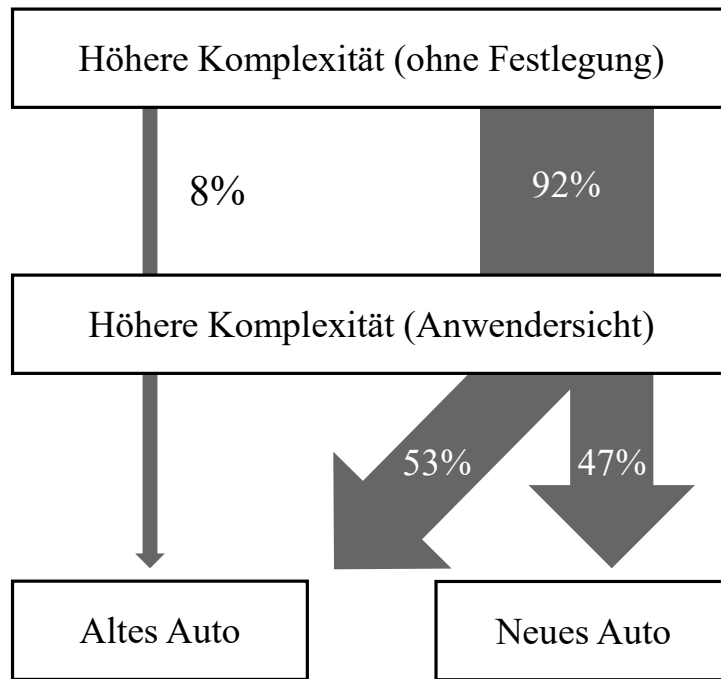 Höhere Komplexität (ohne Festlegung)
8%
92%
Höhere Komplexität (Anwendersicht)
53%
47%
Altes Auto
Neues Auto